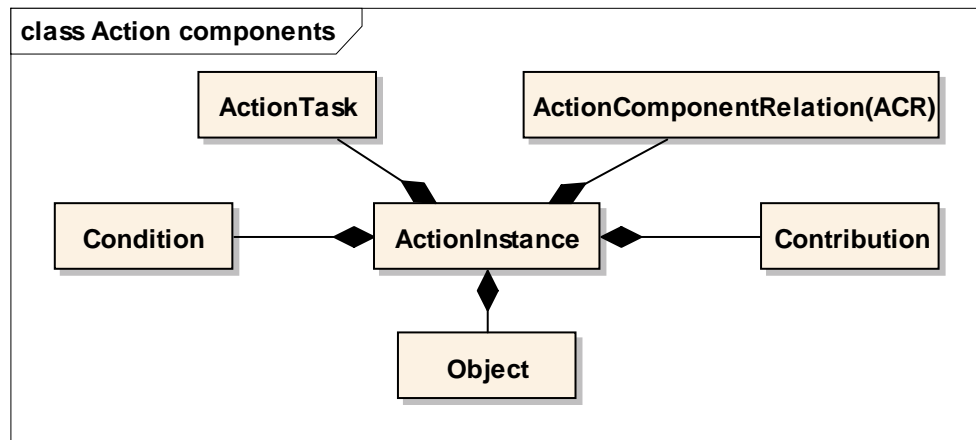 class Action components
ActionTask
ActionComponentRelation(ACR)
Condition
ActionInstance
Contribution
Object